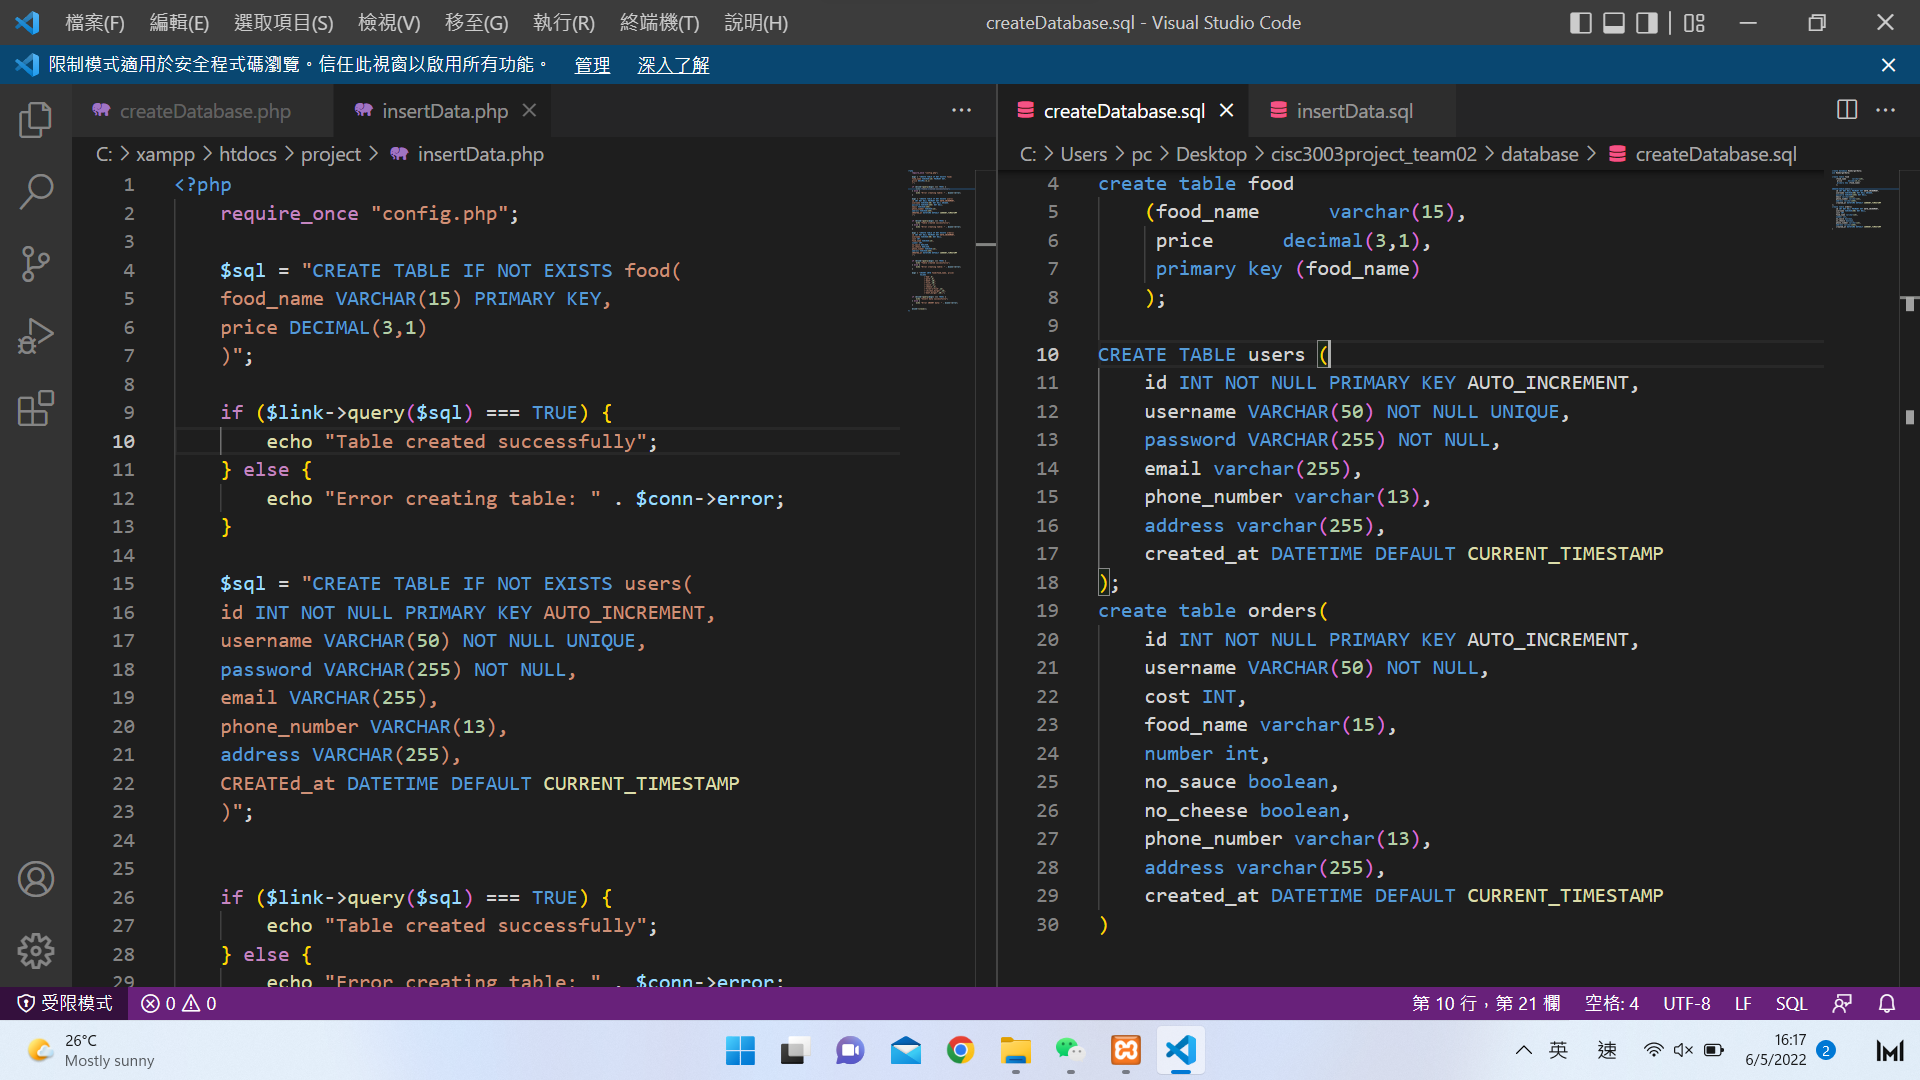 檔案(F) 編輯(E) 選取項目(S) 檢視(V) 移至(G) 執行(R) 終端機(T) 說明(H) createDatabase.sql - Visual Studio Code
限制模式適用於安全程式碼瀏覽。信任此視窗以啟用所有功能。 管理 深入了解
createDatabase.php insertData.php
C: > xampp > htdocs > project > insertData.php
1 <?php
2 require_once "config.php";
3
4 $sql = "CREATE TABLE IF NOT EXISTS food(
5 food_name VARCHAR(15) PRIMARY KEY,
6 price DECIMAL(3,1)
7 )";
8
9 if ($link->query($sql) === TRUE) {
10 echo "Table created successfully";
11 } else {
12 echo "Error creating table: " . $conn->error;
13 }
14
15 $sql = "CREATE TABLE IF NOT EXISTS users(
16 id INT NOT NULL PRIMARY KEY AUTO_INCREMENT,
17 username VARCHAR(50) NOT NULL UNIQUE,
18 password VARCHAR(255) NOT NULL,
19 email VARCHAR(255),
20 phone_number VARCHAR(13),
21 address VARCHAR(255),
22 CREATEd_at DATETIME DEFAULT CURRENT_TIMESTAMP
23 )";
24
25
26 if ($link->query($sql) === TRUE) {
27 echo "Table created successfully";
28 } else {
29 echo "Error creating table: " . $conn->error;
createDatabase.sql insertData.sql
C: > Users > pc > Desktop > cisc3003project_team02 > database > createDatabase.sql
4 create table food
5 (food_name varchar(15),
6 price decimal(3,1),
7 primary key (food_name)
8 );
9
10 CREATE TABLE users (
11 id INT NOT NULL PRIMARY KEY AUTO_INCREMENT,
12 username VARCHAR(50) NOT NULL UNIQUE,
13 password VARCHAR(255) NOT NULL,
14 email varchar(255),
15 phone_number varchar(13),
16 address varchar(255),
17 created_at DATETIME DEFAULT CURRENT_TIMESTAMP
18 );
19 create table orders(
20 id INT NOT NULL PRIMARY KEY AUTO_INCREMENT,
21 username VARCHAR(50) NOT NULL,
22 cost INT,
23 food_name varchar(15),
24 number int,
25 no_sauce boolean,
26 no_cheese boolean,
27 phone_number varchar(13),
28 address varchar(255),
29 created_at DATETIME DEFAULT CURRENT_TIMESTAMP
30 )
受限模式 0 0 第 10 行，第 21 欄 空格: 4 UTF-8 LF SQL
26°C
Mostly sunny
英 速
16:17
6/5/2022 2